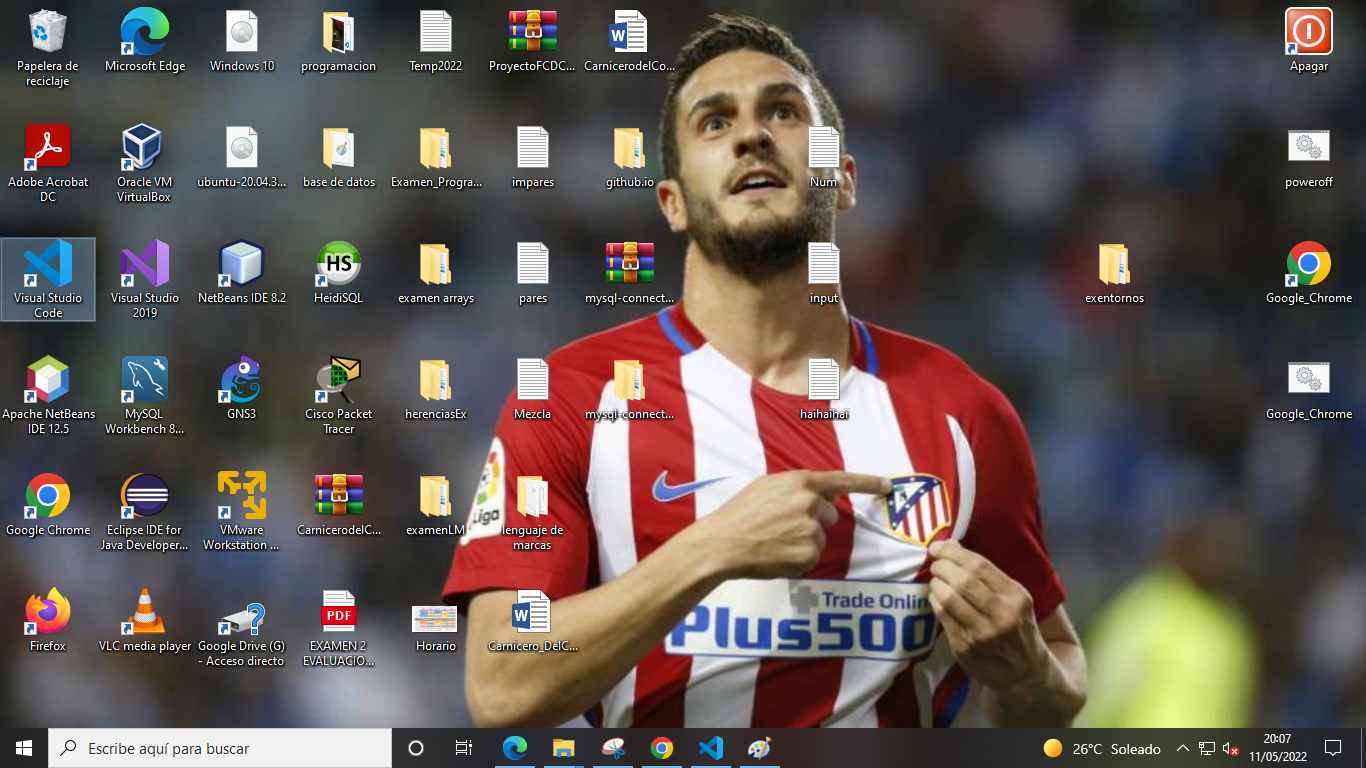 Papelera de
reciclaje
Microsoft Edge
Windows 10
programacion
Temp2022
ProyectoFCDC...
CarnicerodelCo...
Apagar
Adobe Acrobat
DC
Oracle VM
VirtualBox
ubuntu-20.04.3...
base de datos
Examen_Progra...
impares
github.io
Num
poweroff
Visual Studio
Code
Visual Studio
2019
NetBeans IDE 8.2
HS
HeidiSQL
examen arrays
pares
mysql-connect...
input
exentornos
Google_Chrome
Apache NetBeans
IDE 12.5
MySQL
Workbench 8...
GNS3
Cisco Packet
Tracer
herenciasEx
Mezcla
mysql-connect...
haihaihai
Google_Chrome
Google Chrome
Eclipse IDE for
Java Developer...
VMware
Workstation ...
CarnicerodelC...
examenLM
lenguaje de
marcas
LaLiga
Firefox
VLC media player
Google Drive (G)
- Acceso directo
PDF
EXAMEN 2
EVALUACIO...
Horario
Carnicero_DelC...
Trade Onlin
Plus500
Escribe aquí para buscar
26°C Soleado
20:07
11/05/2022